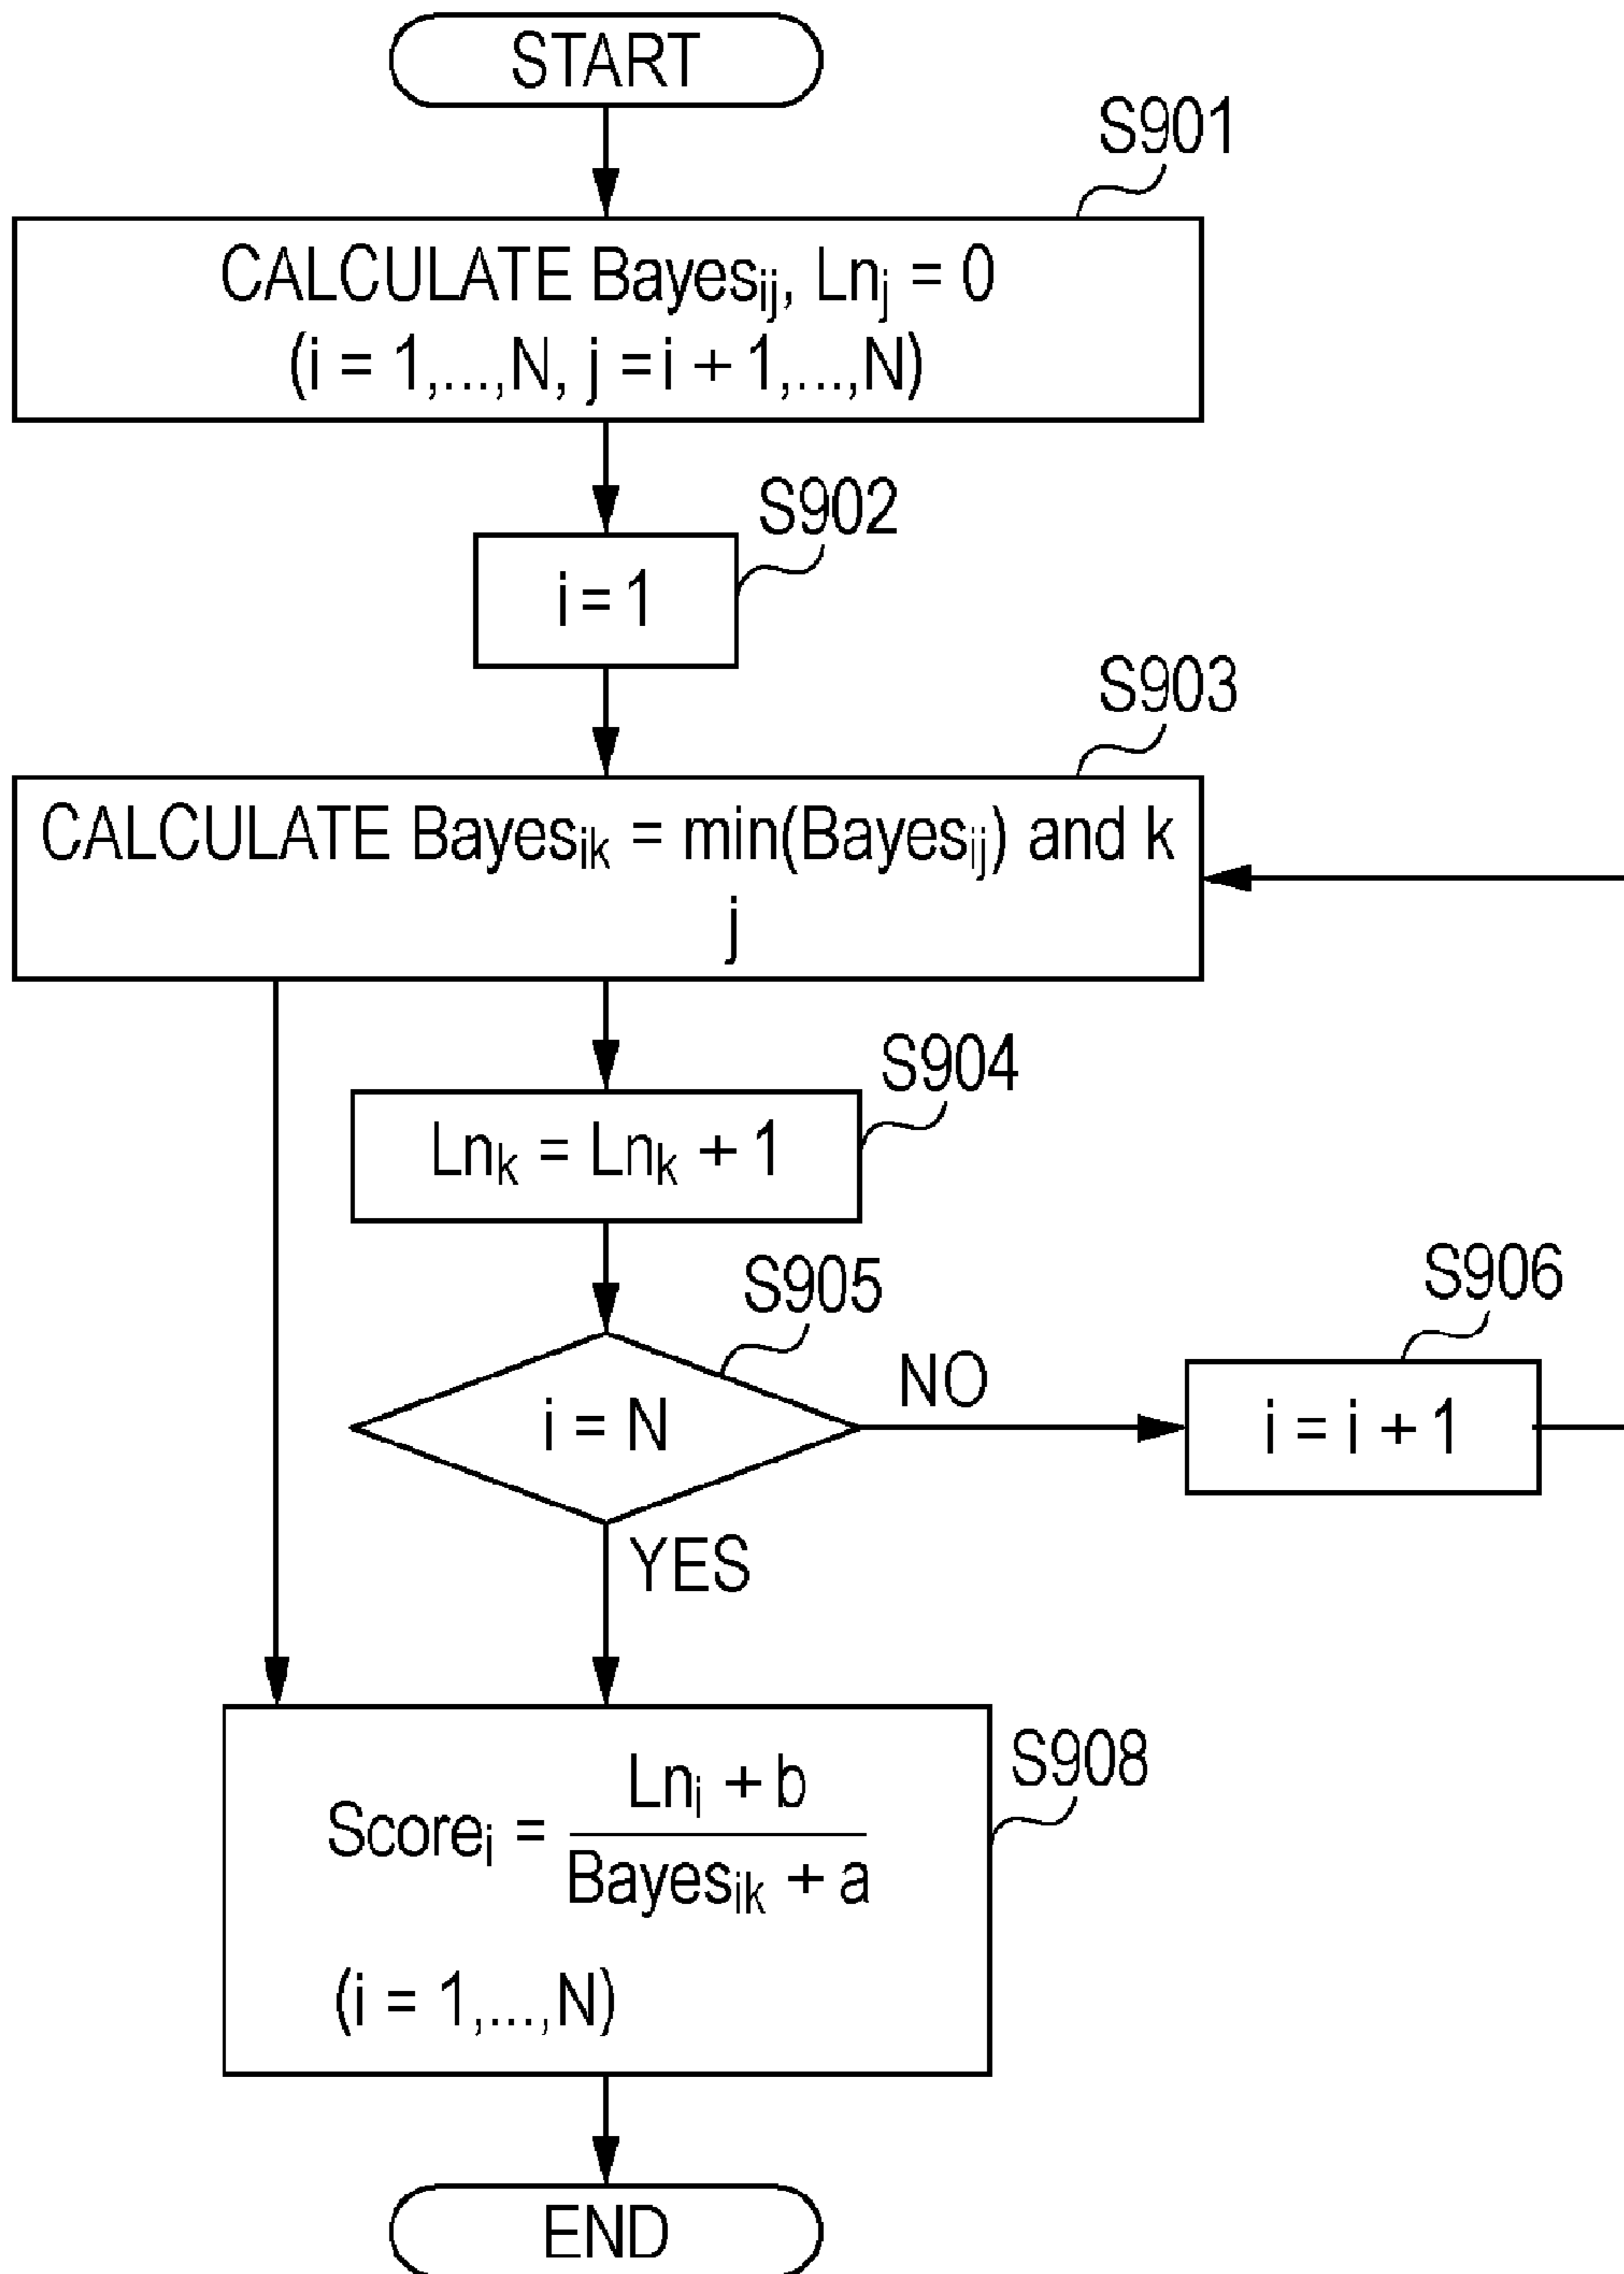 START
S901
CALCULATE Bayesij, Lnj = 0
(i = 1,...,N, j = i + 1,...,N)
S902
i = 1
S903
CALCULATE Bayesik = min(Bayesij) and k
j
S904
Lnk = Lnk + 1
S905
i = N
NO
S906
i = i + 1
YES
S908
Scorei = Lni + b
Bayesik + a
(i = 1,...,N)
END